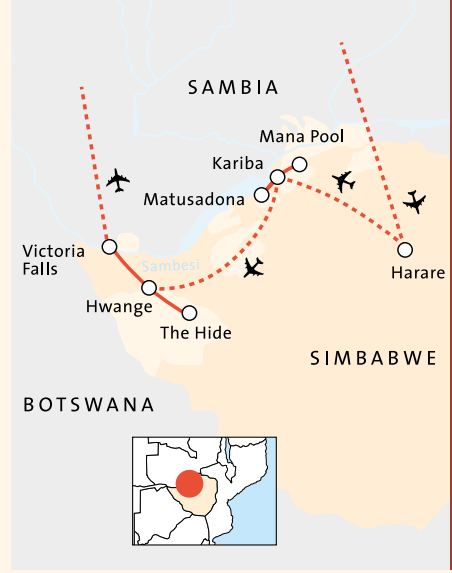 SAMBIA
Mana Pool
Kariba
Matusadona
Victoria
Falls
Sambesi
Harare
Hwange
The Hide
SIMBABWE
BOTSWANA